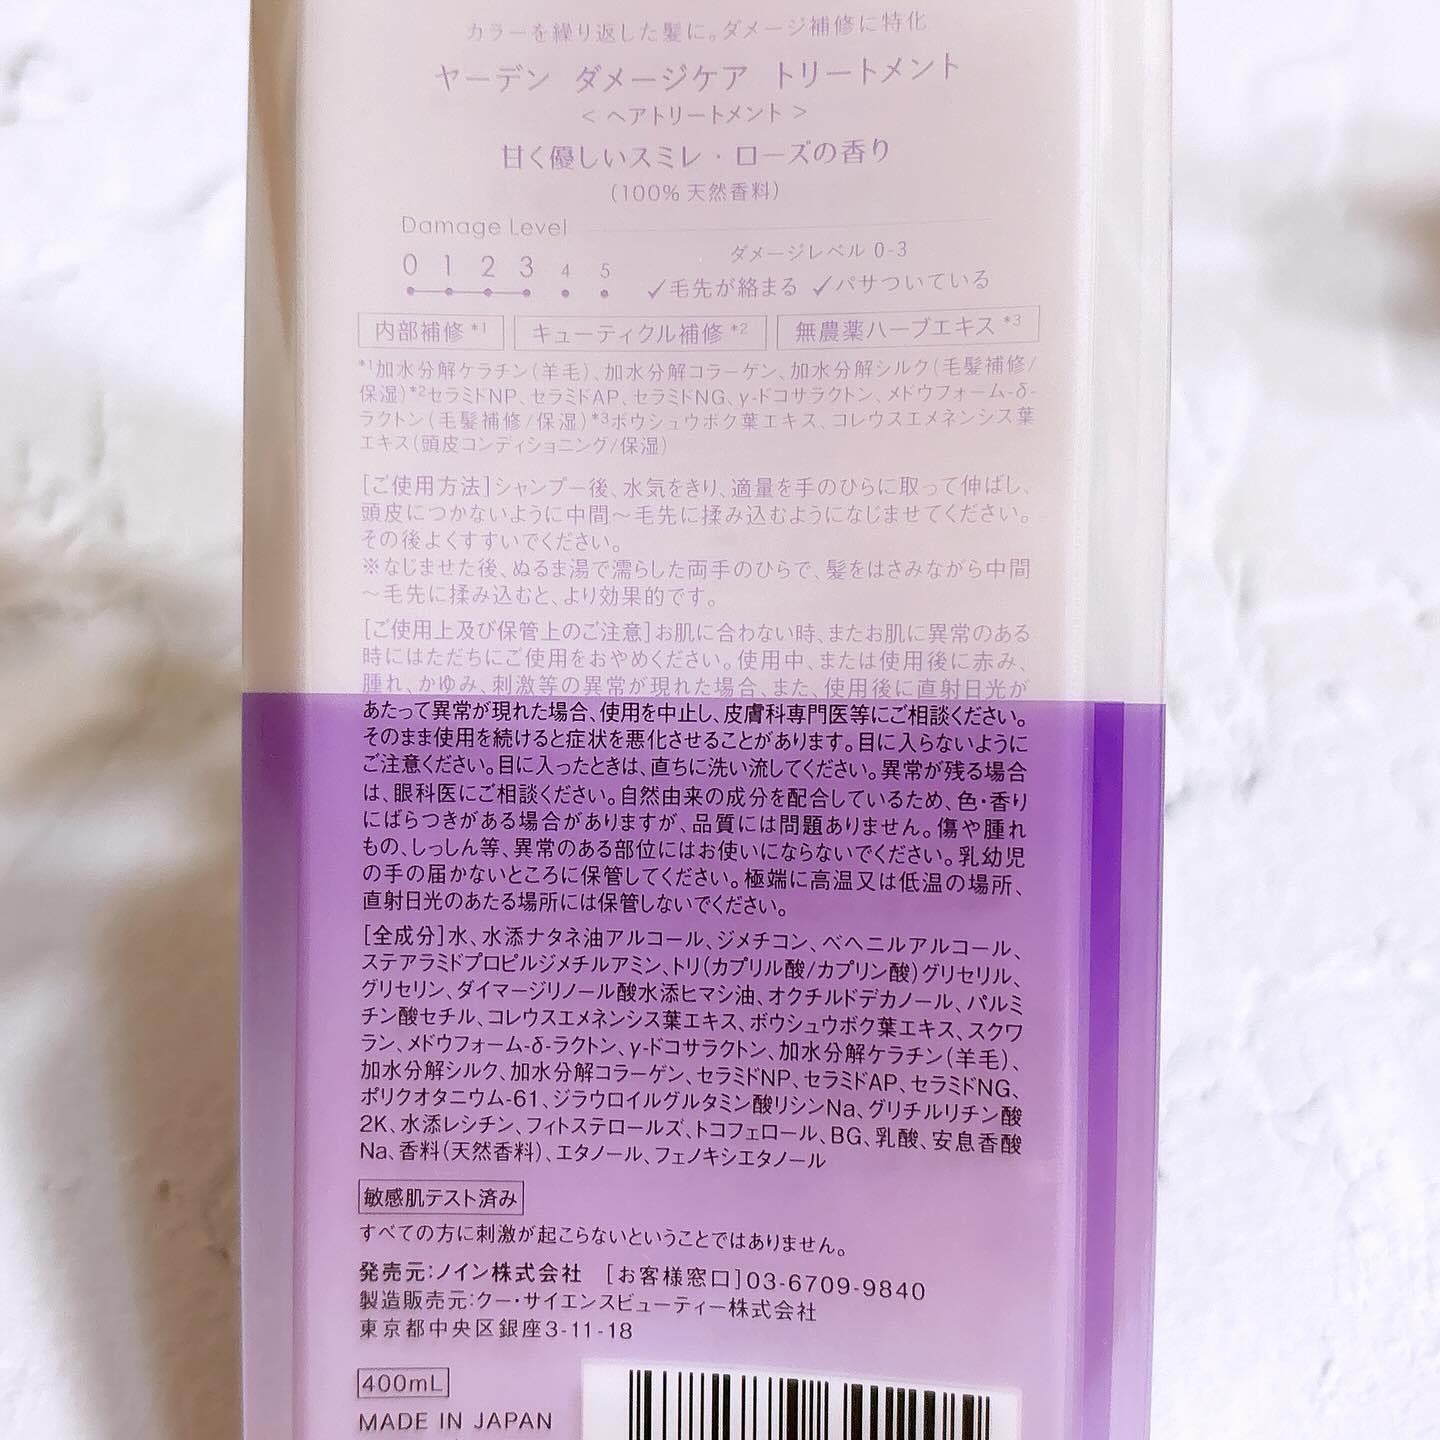 カラーを繰り返した髪に。ダメージ補修に特化
ヤーデン ダメージケア トリートメント
< ヘアトリートメント >
甘く優しいスミレ・ローズの香り
(100% 天然香料)
Damage Level
ダメージレベル 0-3
0 1 2 3 4 5
✓毛先が絡まる ✓パサついている
内部補修*1 キューティクル補修*2 無農薬ハーブエキス*3
*1加水分解ケラチン(羊毛)、加水分解コラーゲン、加水分解シルク(毛髪補修/
保湿)*2セラミドNP、セラミドAP、セラミドNG、γ-ドコサラクトン、メドウフォーム-δ-
ラクトン(毛髪補修/保湿)*3ボウシュウボク葉エキス、コレウスエメネンシス葉
エキス(頭皮コンディショニング/保湿)
[ご使用方法]シャンプー後、水気をきり、適量を手のひらに取って伸ばし、
頭皮につかないように中間〜毛先に揉み込むようになじませてください。
その後よくすすいでください。
※なじませた後、ぬるま湯で濡らした両手のひらで、髪をはさみながら中間
〜毛先に揉み込むと、より効果的です。
[ご使用上及び保管上のご注意]お肌に合わない時、またお肌に異常のある
時にはただちにご使用をおやめください。使用中、または使用後に赤み、
腫れ、かゆみ、刺激等の異常が現れた場合、また、使用後に直射日光が
あたって異常が現れた場合、使用を中止し、皮膚科専門医等にご相談ください。
そのまま使用を続けると症状を悪化させることがあります。目に入らないように
ご注意ください。目に入ったときは、直ちに洗い流してください。異常が残る場合
は、眼科医にご相談ください。自然由来の成分を配合しているため、色・香り
にばらつきがある場合がありますが、品質には問題ありません。傷や腫れ
もの、しっしん等、異常のある部位にはお使いにならないでください。乳幼児
の手の届かないところに保管してください。極端に高温又は低温の場所、
直射日光のあたる場所には保管しないでください。
[全成分]水、水添ナタネ油アルコール、ジメチコン、ベヘニルアルコール、
ステアラミドプロピルジメチルアミン、トリ(カプリル酸/カプリン酸)グリセリル、
グリセリン、ダイマージリノール酸水添ヒマシ油、オクチルドデカノール、パルミ
チン酸セチル、コレウスエメネンシス葉エキス、ボウシュウボク葉エキス、スクワ
ラン、メドウフォーム-δ-ラクトン、γ-ドコサラクトン、加水分解ケラチン(羊毛)、
加水分解シルク、加水分解コラーゲン、セラミドNP、セラミドAP、セラミドNG、
ポリクオタニウム-61、ジラウロイルグルタミン酸リシンNa、グリチルリチン酸
2K、水添レシチン、フィトステロールズ、トコフェロール、BG、乳酸、安息香酸
Na、香料(天然香料)、エタノール、フェノキシエタノール
敏感肌テスト済み
すべての方に刺激が起こらないということではありません。
発売元:ノイン株式会社 [お客様窓口]03-6709-9840
製造販売元:クー・サイエンスビューティー株式会社
東京都中央区銀座3-11-18
400mL
MADE IN JAPAN